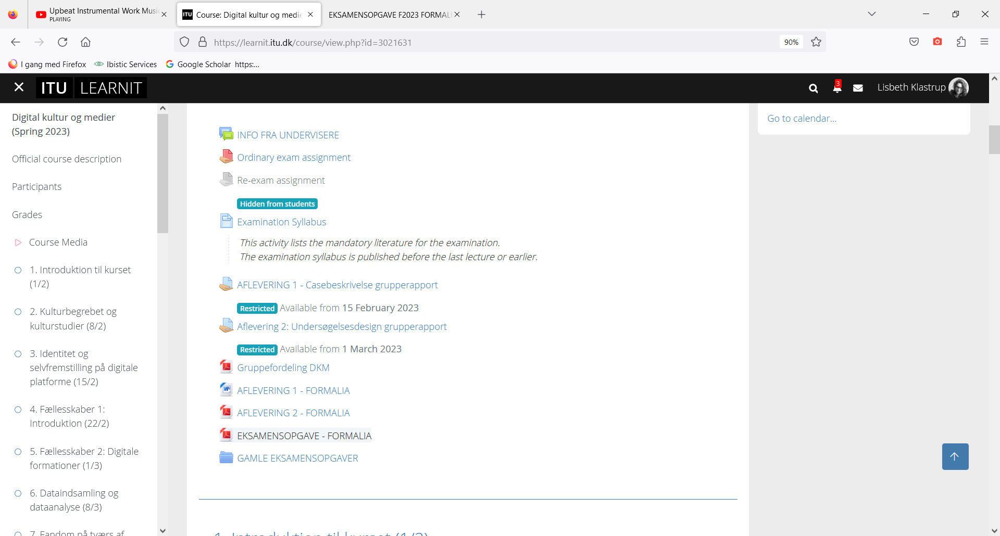 Upbeat Instrumental Work Music
PLAYING
ITU Course: Digital kultur og medie
EKSAMENSOPGAVE F2023 FORMALI
https://learnit.itu.dk/course/view.php?id=3021631
90%
I gang med Firefox
Ibistic Services
Google Scholar
https:...
ITU LEARNIT
3
Lisbeth Klastrup
Digital kultur og medier
(Spring 2023)
Official course description
Participants
Grades
Course Media
1. Introduktion til kurset
(1/2)
2. Kulturbegrebet og
kulturstudier (8/2)
3. Identitet og
selvfremstilling på digitale
platforme (15/2)
4. Fællesskaber 1:
Introduktion (22/2)
5. Fællesskaber 2: Digitale
formationer (1/3)
6. Dataindsamling og
dataanalyse (8/3)
7. Fandom på tværs af
INFO FRA UNDERVISERE
Ordinary exam assignment
Re-exam assignment
Hidden from students
Examination Syllabus
This activity lists the mandatory literature for the examination.
The examination syllabus is published before the last lecture or earlier.
AFLEVERING 1 - Casebeskrivelse grupperapport
Restricted Available from 15 February 2023
Aflevering 2: Undersøgelsesdesign grupperapport
Restricted Available from 1 March 2023
Gruppefordeling DKM
AFLEVERING 1 - FORMALIA
AFLEVERING 2 - FORMALIA
EKSAMENSOPGAVE - FORMALIA
GAMLE EKSAMENSOPGAVER
1. Introduktion til kurset (1/2)
Go to calendar...